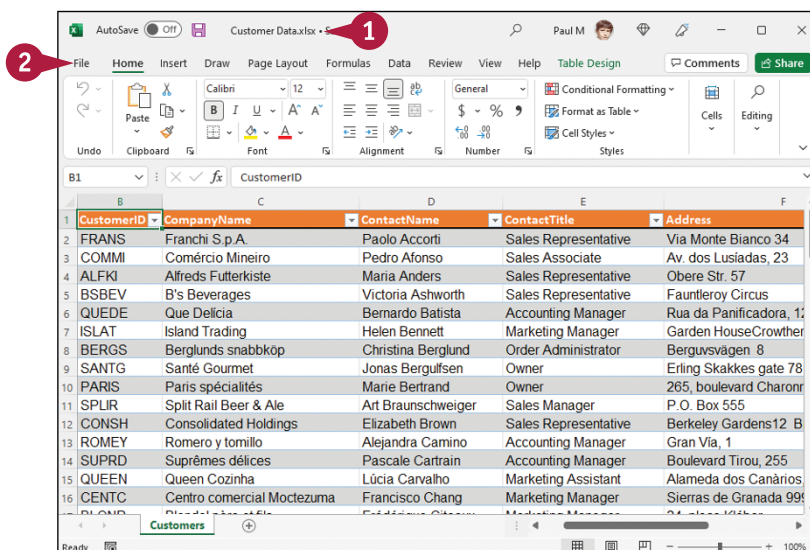 AutoSave Off Customer Data.xlsx • S 1 Paul M
2 File Home Insert Draw Page Layout Formulas Data Review View Help Table Design Comments Share
Paste Calibri 12 ab General Conditional Formatting
B I U A A $ % 9 Format as Table Cells Editing
A Cell Styles
Undo Clipboard Font Alignment Number Styles
B1 fx CustomerID
B C D E F
1 CustomerID CompanyName ContactName ContactTitle Address
2 FRANS Franchi S.p.A. Paolo Accorti Sales Representative Via Monte Bianco 34
3 COMMI Comércio Mineiro Pedro Afonso Sales Associate Av. dos Lusíadas, 23
4 ALFKI Alfreds Futterkiste Maria Anders Sales Representative Obere Str. 57
5 BSBEV B's Beverages Victoria Ashworth Sales Representative Fauntleroy Circus
6 QUEDE Que Delícia Bernardo Batista Accounting Manager Rua da Panificadora, 12
7 ISLAT Island Trading Helen Bennett Marketing Manager Garden HouseCrowther
8 BERGS Berglunds snabbköp Christina Berglund Order Administrator Berguvsvägen 8
9 SANTG Santé Gourmet Jonas Bergulfsen Owner Erling Skakkes gate 78
10 PARIS Paris spécialités Marie Bertrand Owner 265, boulevard Charonn
11 SPLIR Split Rail Beer & Ale Art Braunschweiger Sales Manager P.O. Box 555
12 CONSH Consolidated Holdings Elizabeth Brown Sales Representative Berkeley Gardens12 B
13 ROMEY Romero y tomillo Alejandra Camino Accounting Manager Gran Vía, 1
14 SUPRD Suprêmes délices Pascale Cartrain Accounting Manager Boulevard Tirou, 255
15 QUEEN Queen Cozinha Lúcia Carvalho Marketing Assistant Alameda dos Canàrios,
16 CENTC Centro comercial Moctezuma Francisco Chang Marketing Manager Sierras de Granada 999
Customers
Ready 100%